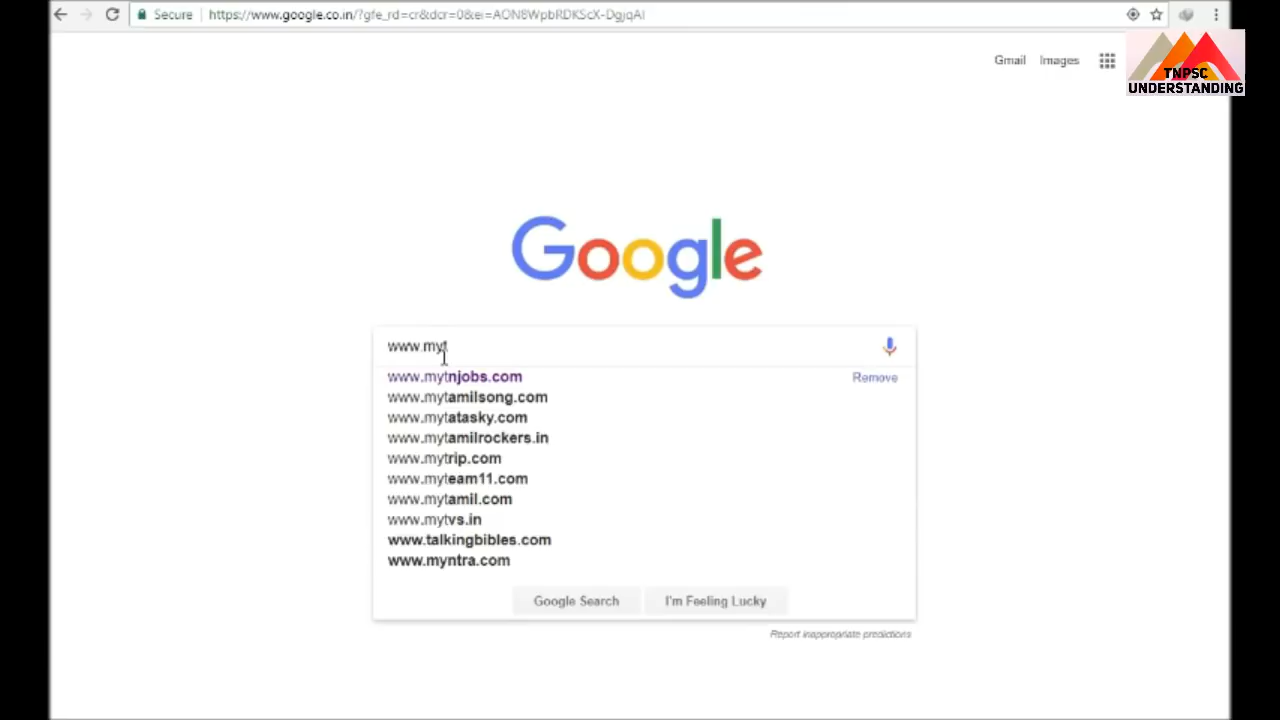 Secure https://www.google.co.in/?gfe_rd=cr&dcr=0&ei=AON8WpbRDKScX-DgjqAI
Gmail Images
TNPSC
UNDERSTANDING
Google
www.myt
www.mytnjobs.com Remove
www.mytamilsong.com
www.mytatasky.com
www.mytamilrockers.in
www.mytrip.com
www.myteam11.com
www.mytamil.com
www.mytvs.in
www.talkingbibles.com
www.myntra.com
Google Search I'm Feeling Lucky
Report inappropriate predictions